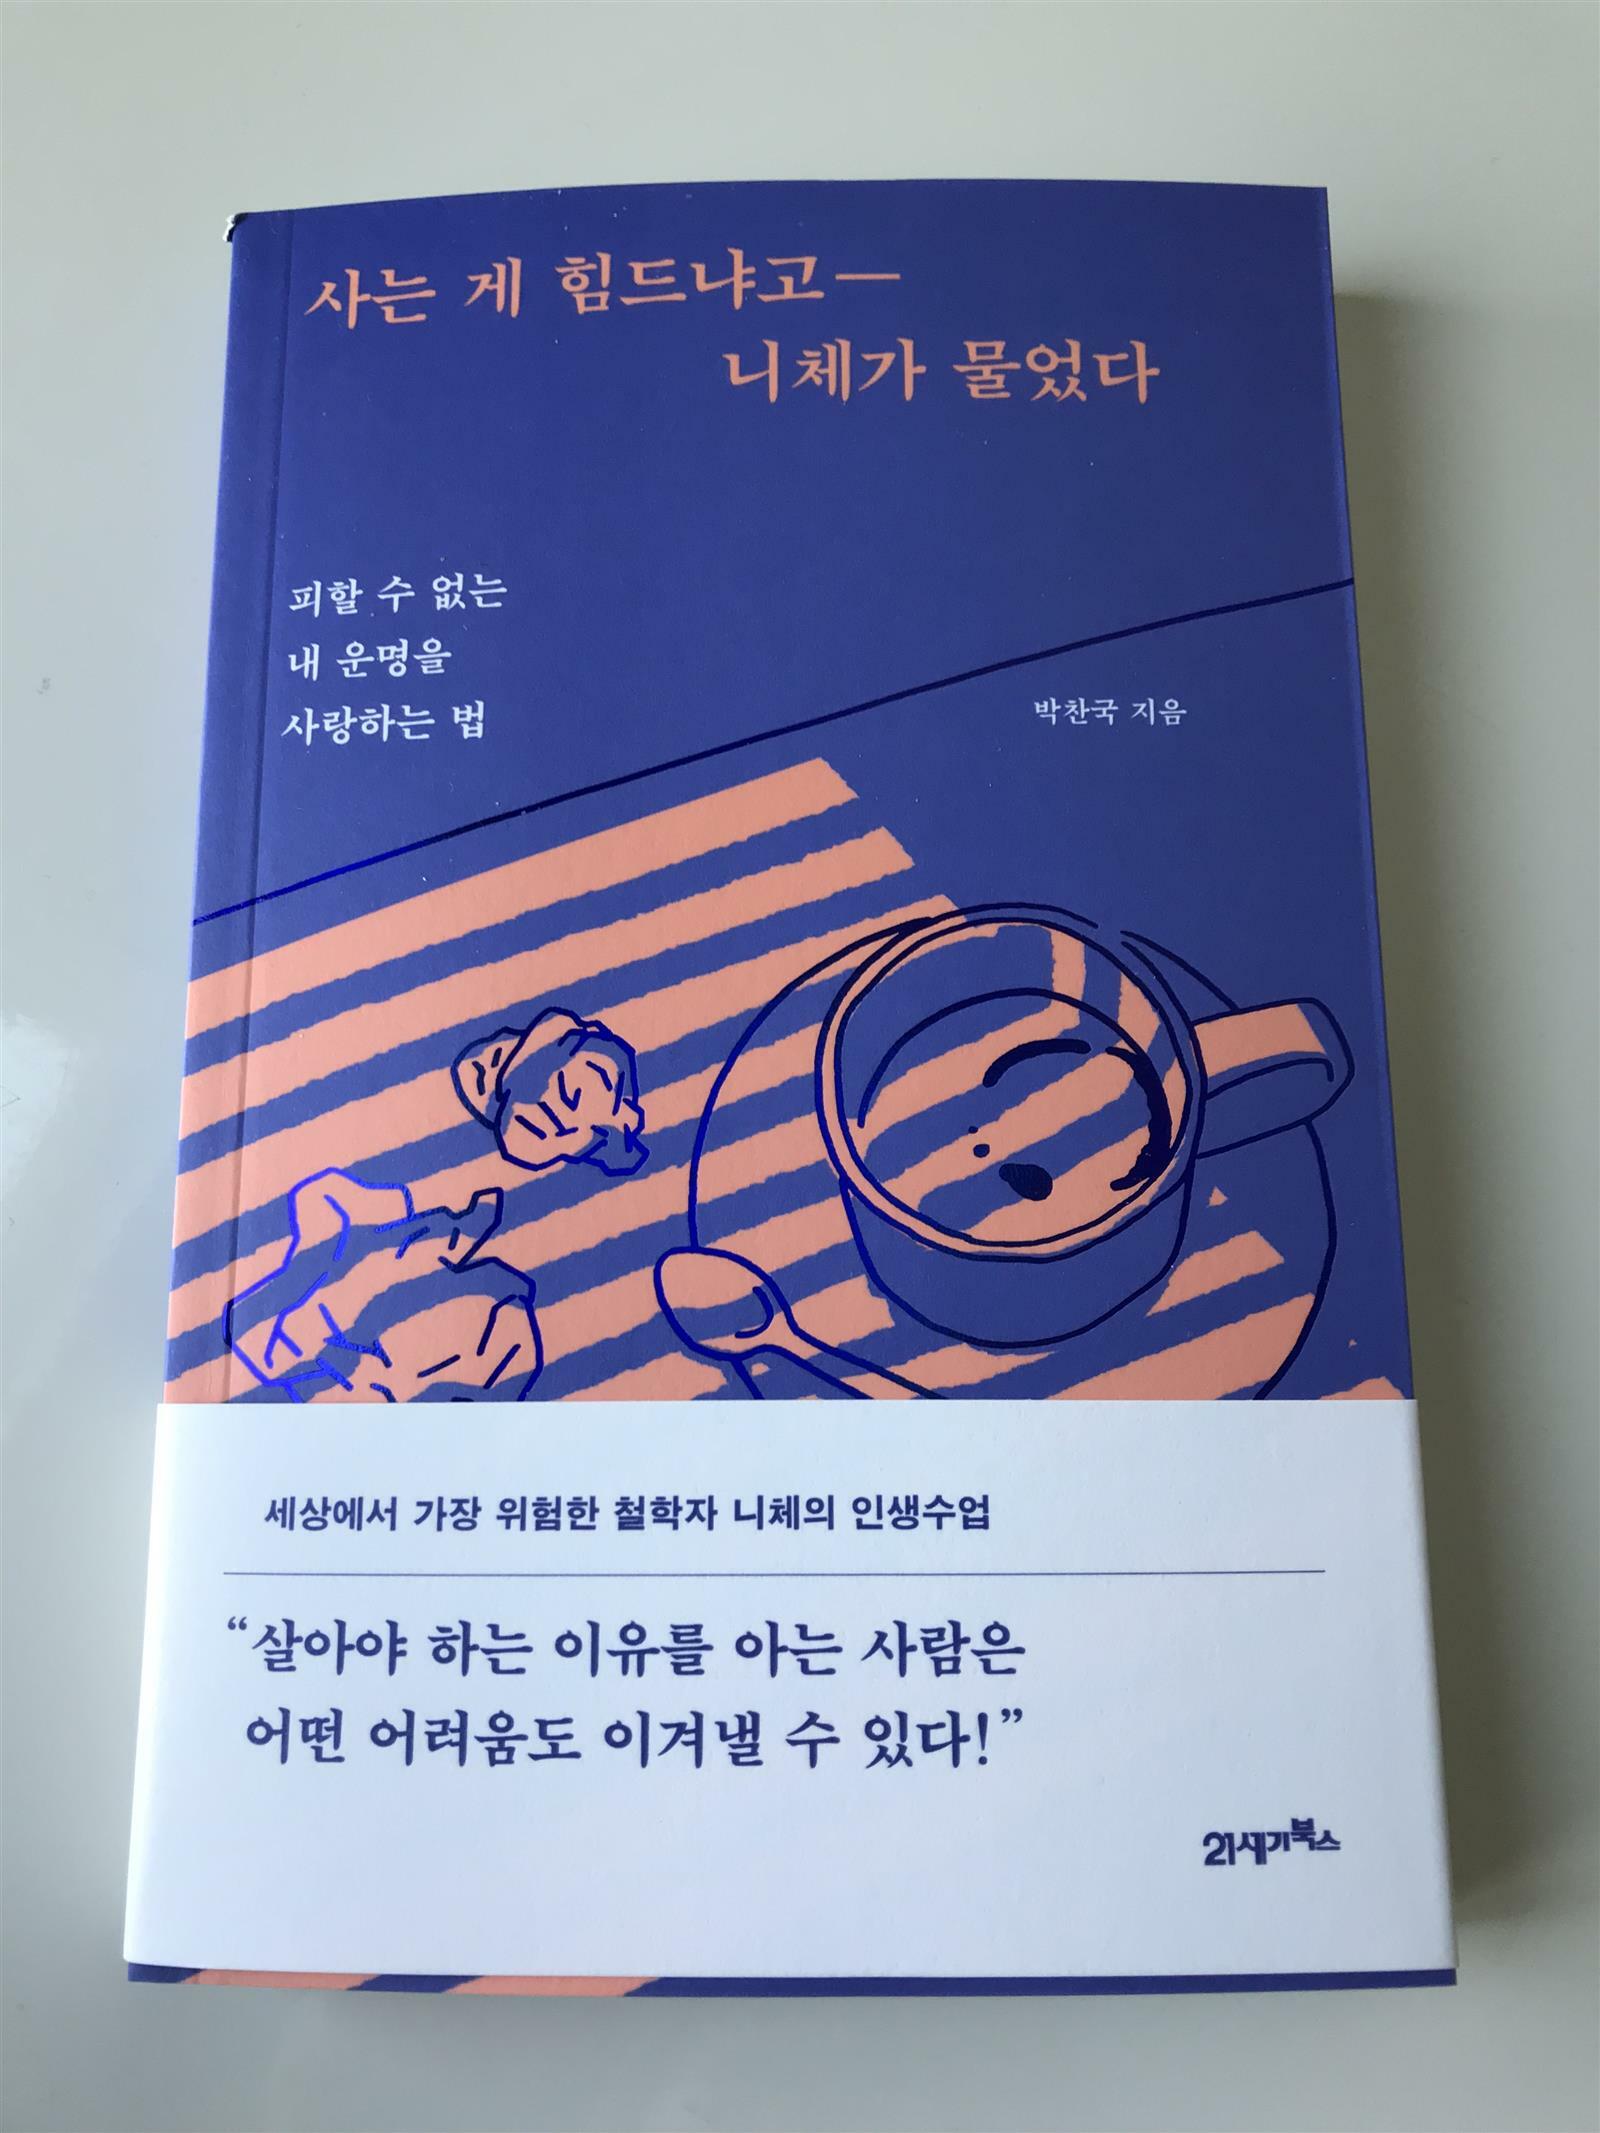 사는 게 힘드냐고—
니체가 물었다
피할 수 없는
내 운명을
사랑하는 법
박찬국 지음
세상에서 가장 위험한 철학자 니체의 인생수업
“살아야 하는 이유를 아는 사람은
어떤 어려움도 이겨낼 수 있다!”
21세기북스